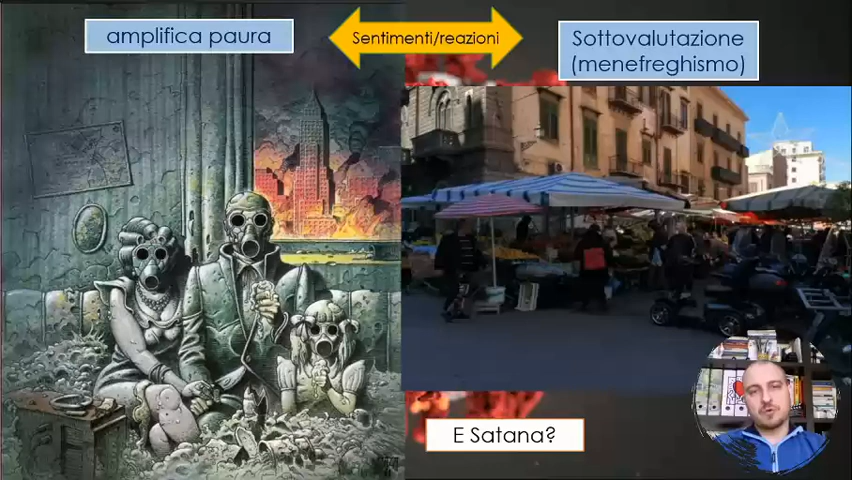 amplifica paura
Sentimenti/reazioni
Sottovalutazione
(menefreghismo)
E Satana?